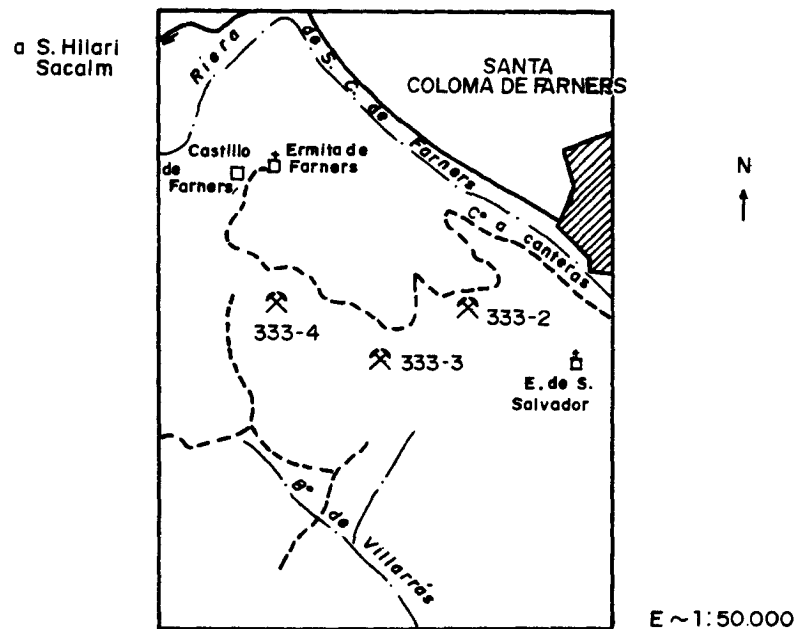 a S. Hilari
Sacalm
Riera de S. C. de Farners
SANTA
COLOMA DE FARNERS
N
Castillo
de
Farners
Ermita de
Farners
Cº a canteras
333-4
333-2
333-3
E. de S.
Salvador
Bº de Villarrás
E ~ 1:50.000